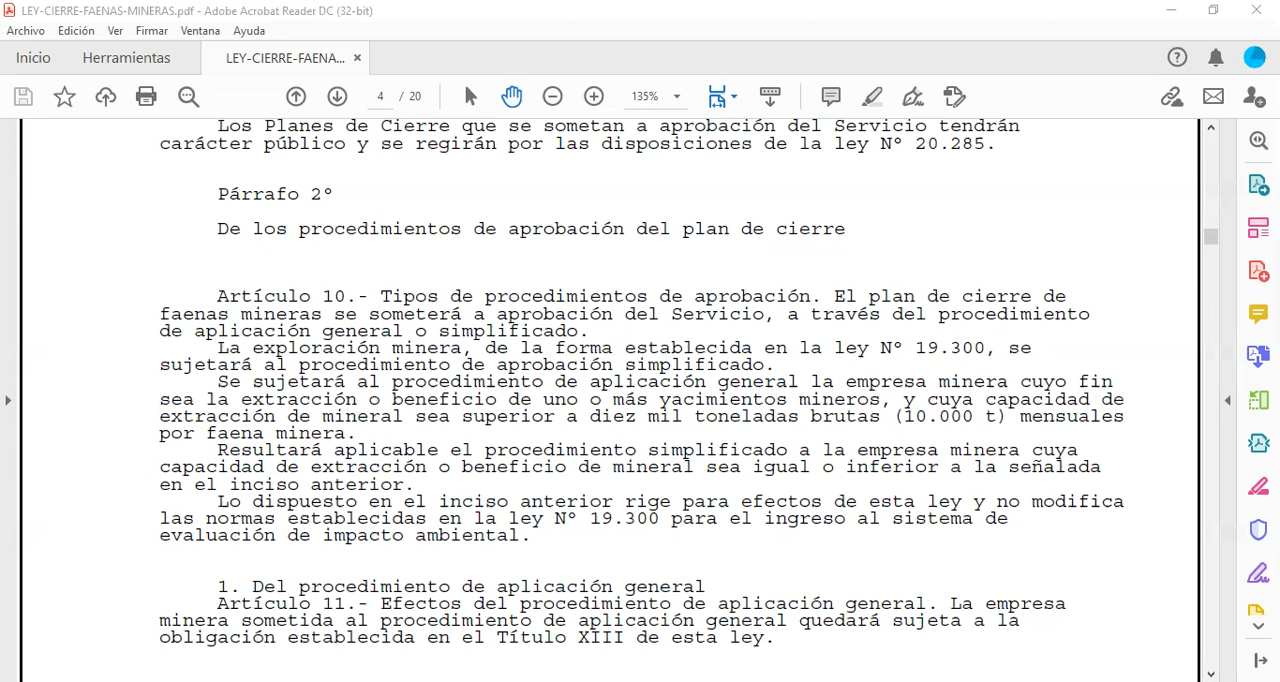 LEY-CIERRE-FAENAS-MINERAS.pdf - Adobe Acrobat Reader DC (32-bit)
Archivo Edición Ver Firmar Ventana Ayuda
Inicio Herramientas LEY-CIERRE-FAENA... ×
4 / 20 135%
Los Planes de Cierre que se sometan a aprobación del Servicio tendrán
carácter público y se regirán por las disposiciones de la ley Nº 20.285.
Párrafo 2º
De los procedimientos de aprobación del plan de cierre
Artículo 10.- Tipos de procedimientos de aprobación. El plan de cierre de
faenas mineras se someterá a aprobación del Servicio, a través del procedimiento
de aplicación general o simplificado.
La exploración minera, de la forma establecida en la ley Nº 19.300, se
sujetará al procedimiento de aprobación simplificado.
Se sujetará al procedimiento de aplicación general la empresa minera cuyo fin
sea la extracción o beneficio de uno o más yacimientos mineros, y cuya capacidad de
extracción de mineral sea superior a diez mil toneladas brutas (10.000 t) mensuales
por faena minera.
Resultará aplicable el procedimiento simplificado a la empresa minera cuya
capacidad de extracción o beneficio de mineral sea igual o inferior a la señalada
en el inciso anterior.
Lo dispuesto en el inciso anterior rige para efectos de esta ley y no modifica
las normas establecidas en la ley Nº 19.300 para el ingreso al sistema de
evaluación de impacto ambiental.
1. Del procedimiento de aplicación general
Artículo 11.- Efectos del procedimiento de aplicación general. La empresa
minera sometida al procedimiento de aplicación general quedará sujeta a la
obligación establecida en el Título XIII de esta ley.